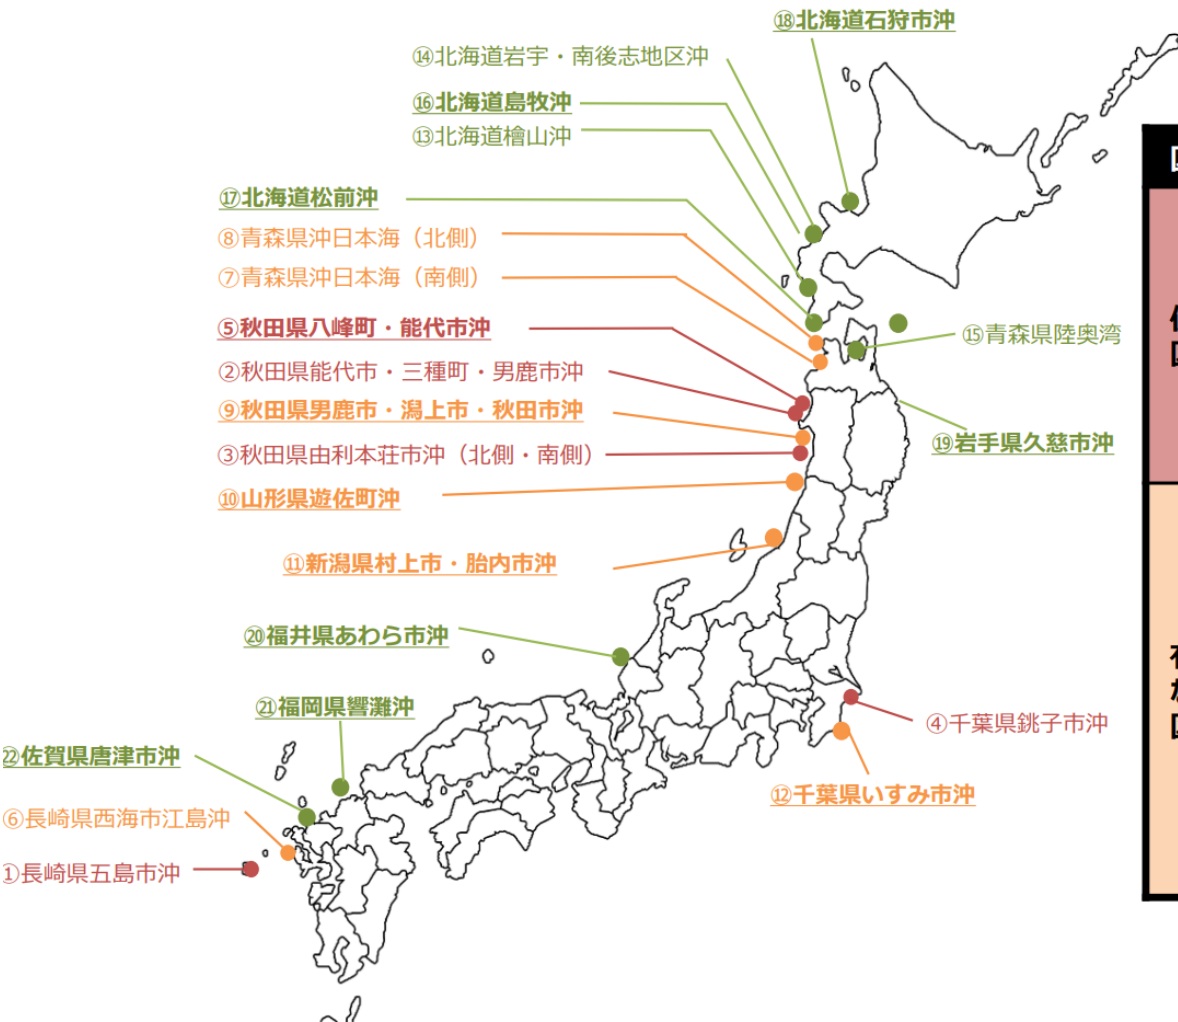 ⑱北海道石狩市沖
⑭北海道岩宇・南後志地区沖
⑯北海道島牧沖
⑬北海道檜山沖
⑰北海道松前沖
⑧青森県沖日本海（北側）
⑦青森県沖日本海（南側）
⑤秋田県八峰町・能代市沖
⑮青森県陸奥湾
②秋田県能代市・三種町・男鹿市沖
⑨秋田県男鹿市・潟上市・秋田市沖
⑲岩手県久慈市沖
③秋田県由利本荘市沖（北側・南側）
⑩山形県遊佐町沖
⑪新潟県村上市・胎内市沖
⑳福井県あわら市沖
㉑福岡県響灘沖
④千葉県銚子市沖
㉒佐賀県唐津市沖
⑫千葉県いすみ市沖
⑥長崎県西海市江島沖
①長崎県五島市沖